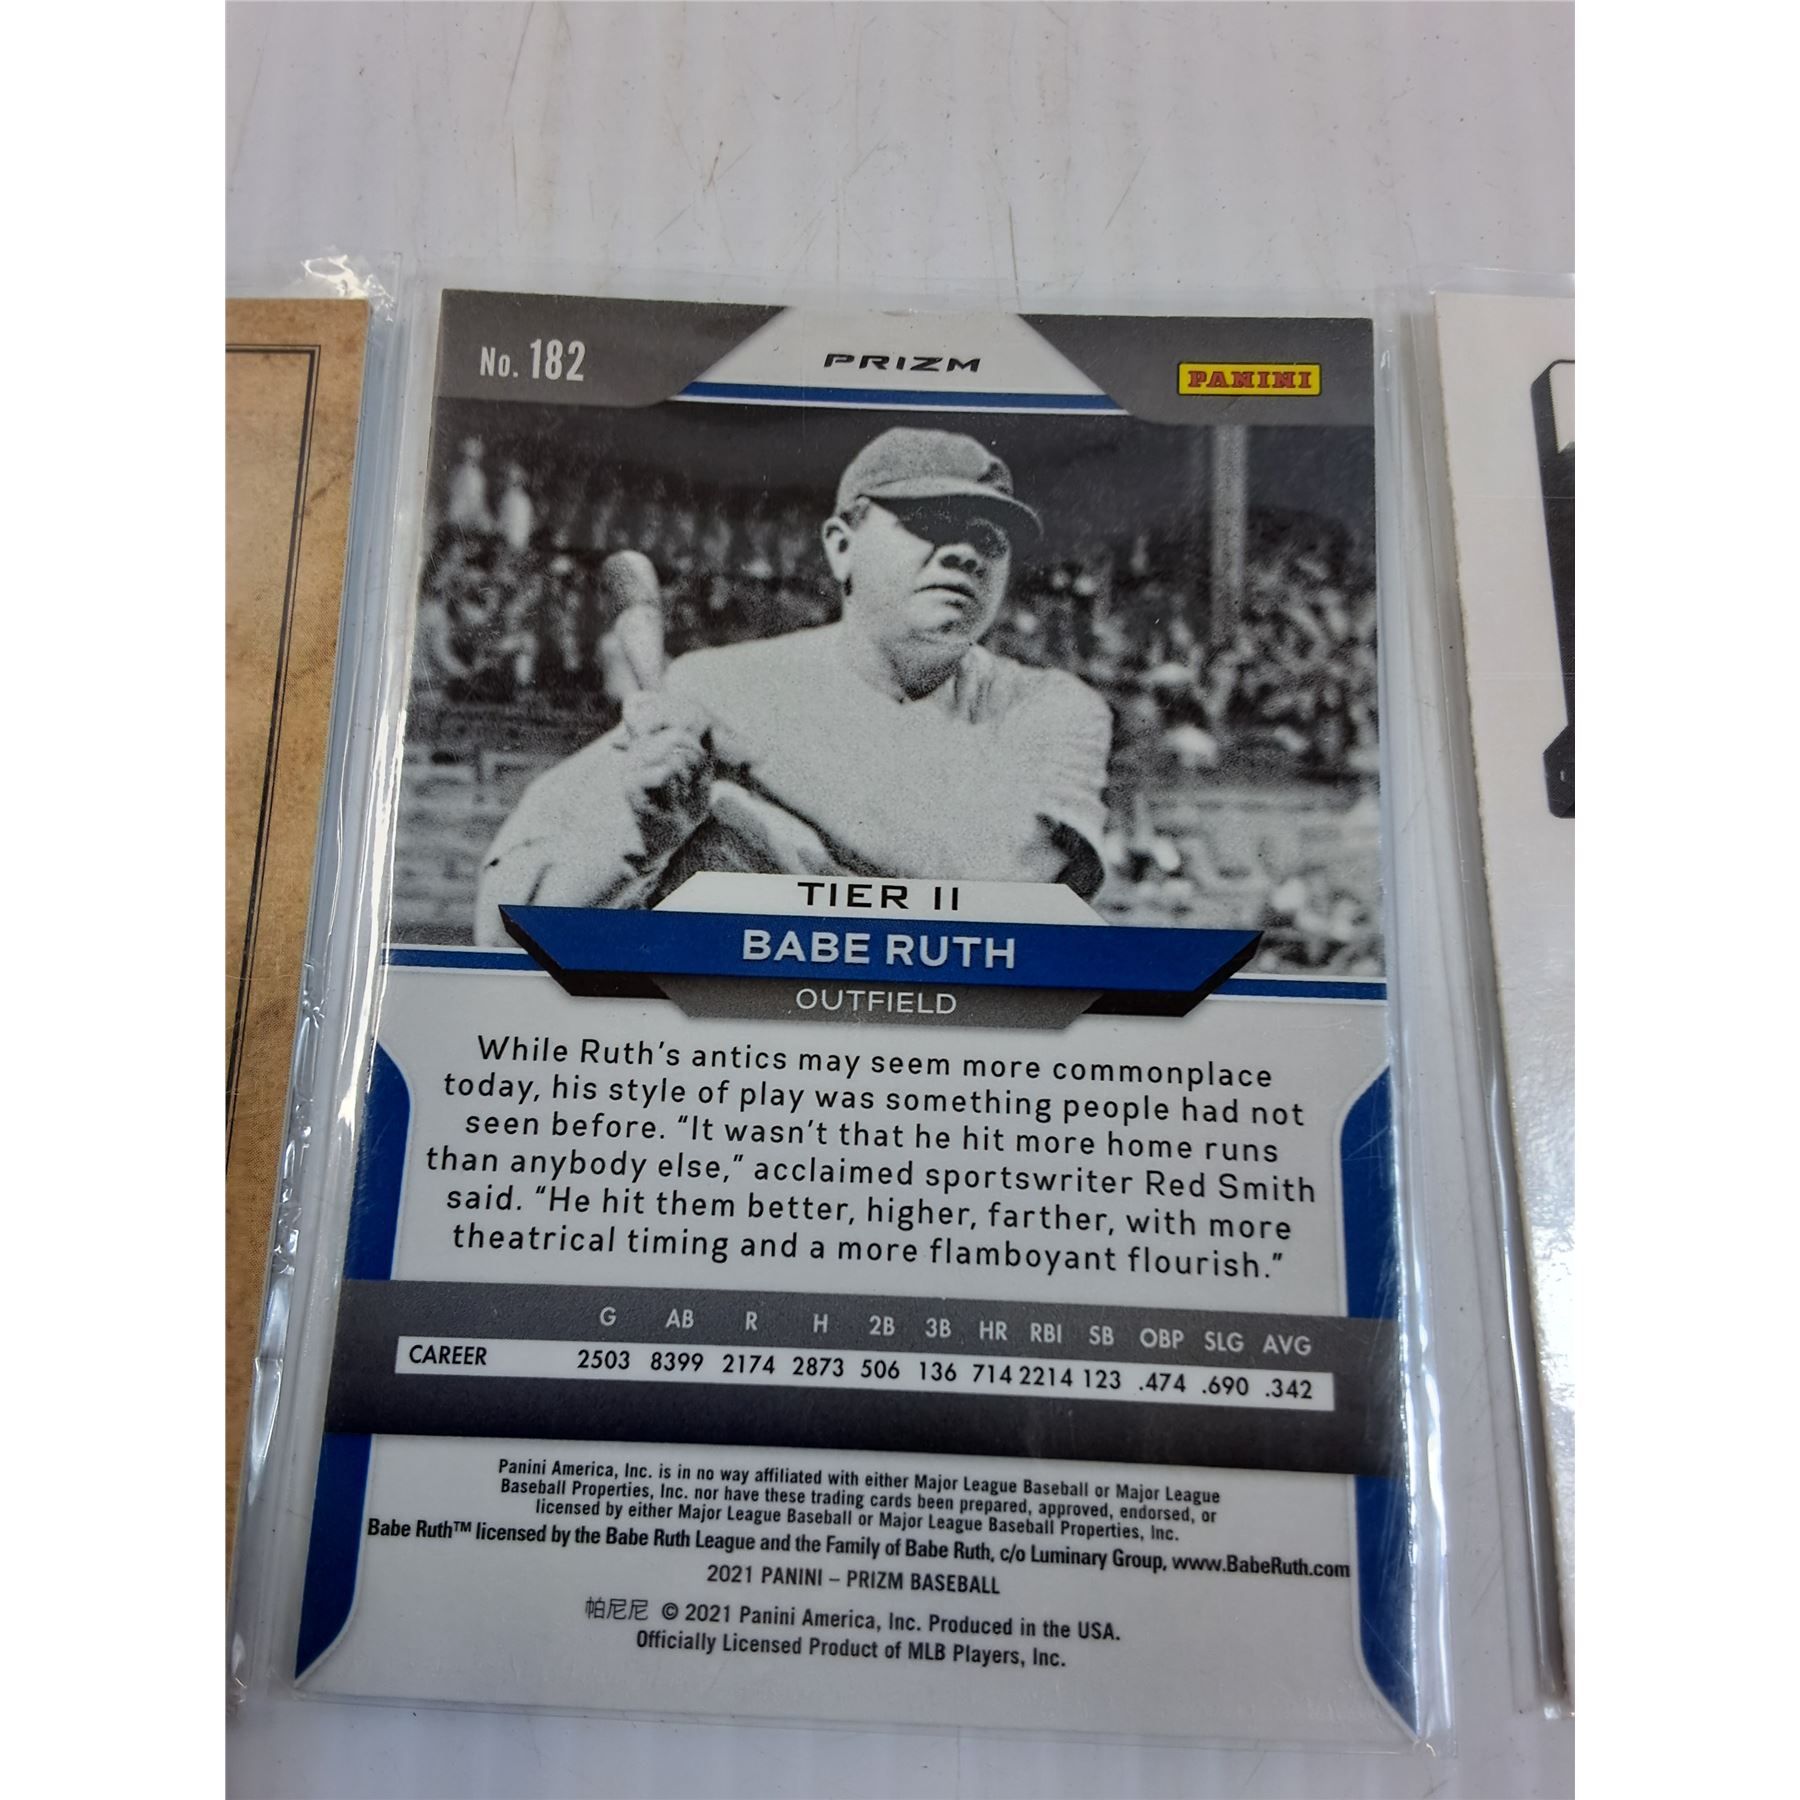 No. 182
PRIZM
PANINI
TIER II
BABE RUTH
OUTFIELD
While Ruth's antics may seem more commonplace
today, his style of play was something people had not
seen before. "It wasn't that he hit more home runs
than anybody else," acclaimed sportswriter Red Smith
said. "He hit them better, higher, farther, with more
theatrical timing and a more flamboyant flourish."
G AB R H 2B 3B HR RBI SB OBP SLG AVG
CAREER 2503 8399 2174 2873 506 136 714 2214 123 .474 .690 .342
Panini America, Inc. is in no way affiliated with either Major League Baseball or Major League
Baseball Properties, Inc. nor have these trading cards been prepared, approved, endorsed, or
licensed by either Major League Baseball or Major League Baseball Properties, Inc.
Babe Ruth™ licensed by the Babe Ruth League and the Family of Babe Ruth, c/o Luminary Group, www.BabeRuth.com
2021 PANINI – PRIZM BASEBALL
帕尼尼 © 2021 Panini America, Inc. Produced in the USA.
Officially Licensed Product of MLB Players, Inc.